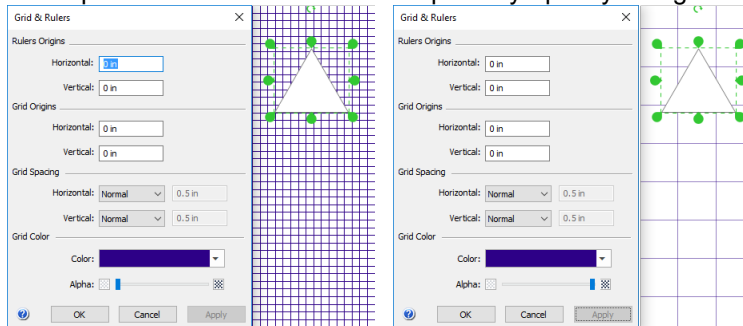 Grid & Rulers
Rulers Origins
Horizontal: 0 in
Vertical: 0 in
Grid Origins
Horizontal: 0 in
Vertical: 0 in
Grid Spacing
Horizontal: Normal 0.5 in
Vertical: Normal 0.5 in
Grid Color
Color:
Alpha:
OK Cancel Apply
Grid & Rulers
Rulers Origins
Horizontal: 0 in
Vertical: 0 in
Grid Origins
Horizontal: 0 in
Vertical: 0 in
Grid Spacing
Horizontal: Normal 0.5 in
Vertical: Normal 0.5 in
Grid Color
Color:
Alpha:
OK Cancel Apply